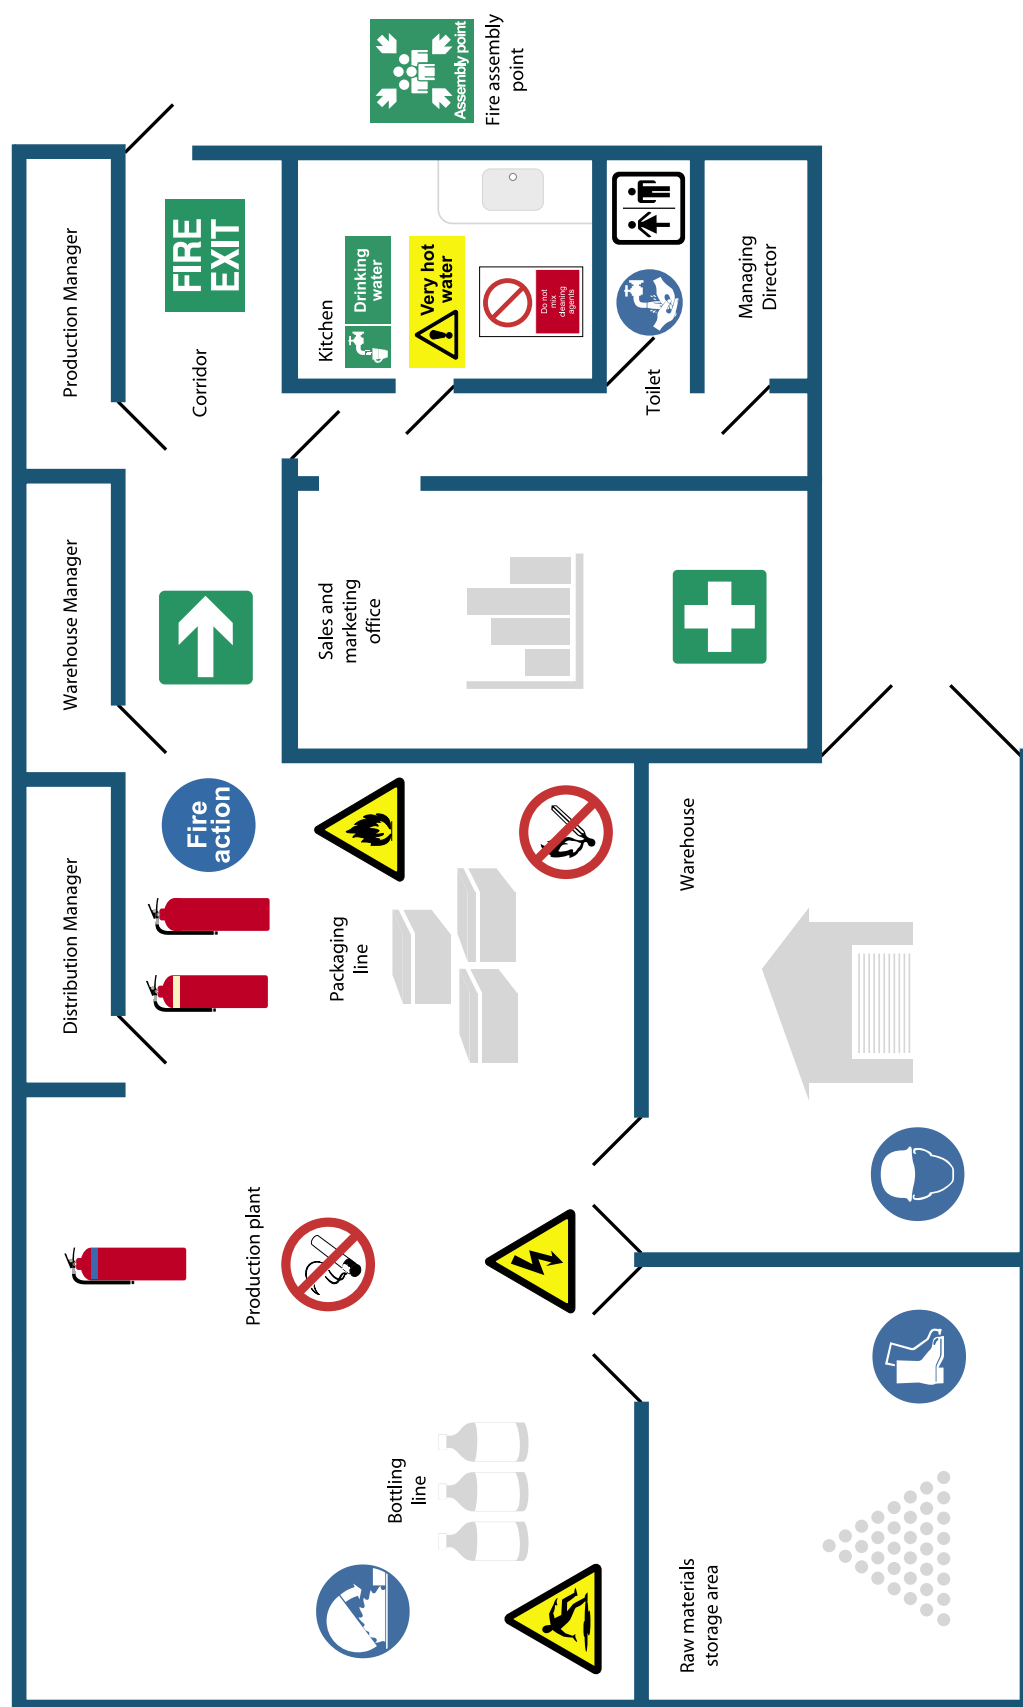 Production Manager
Warehouse Manager
Distribution Manager
FIRE
EXIT
Corridor
Fire
action
Production plant
Kitchen
Drinking
water
Very hot
water
Do not
mix
cleaning
agents
Assembly point
Fire assembly
point
Sales and
marketing
office
Packaging
line
Bottling
line
Toilet
Managing
Director
Warehouse
Raw materials
storage area